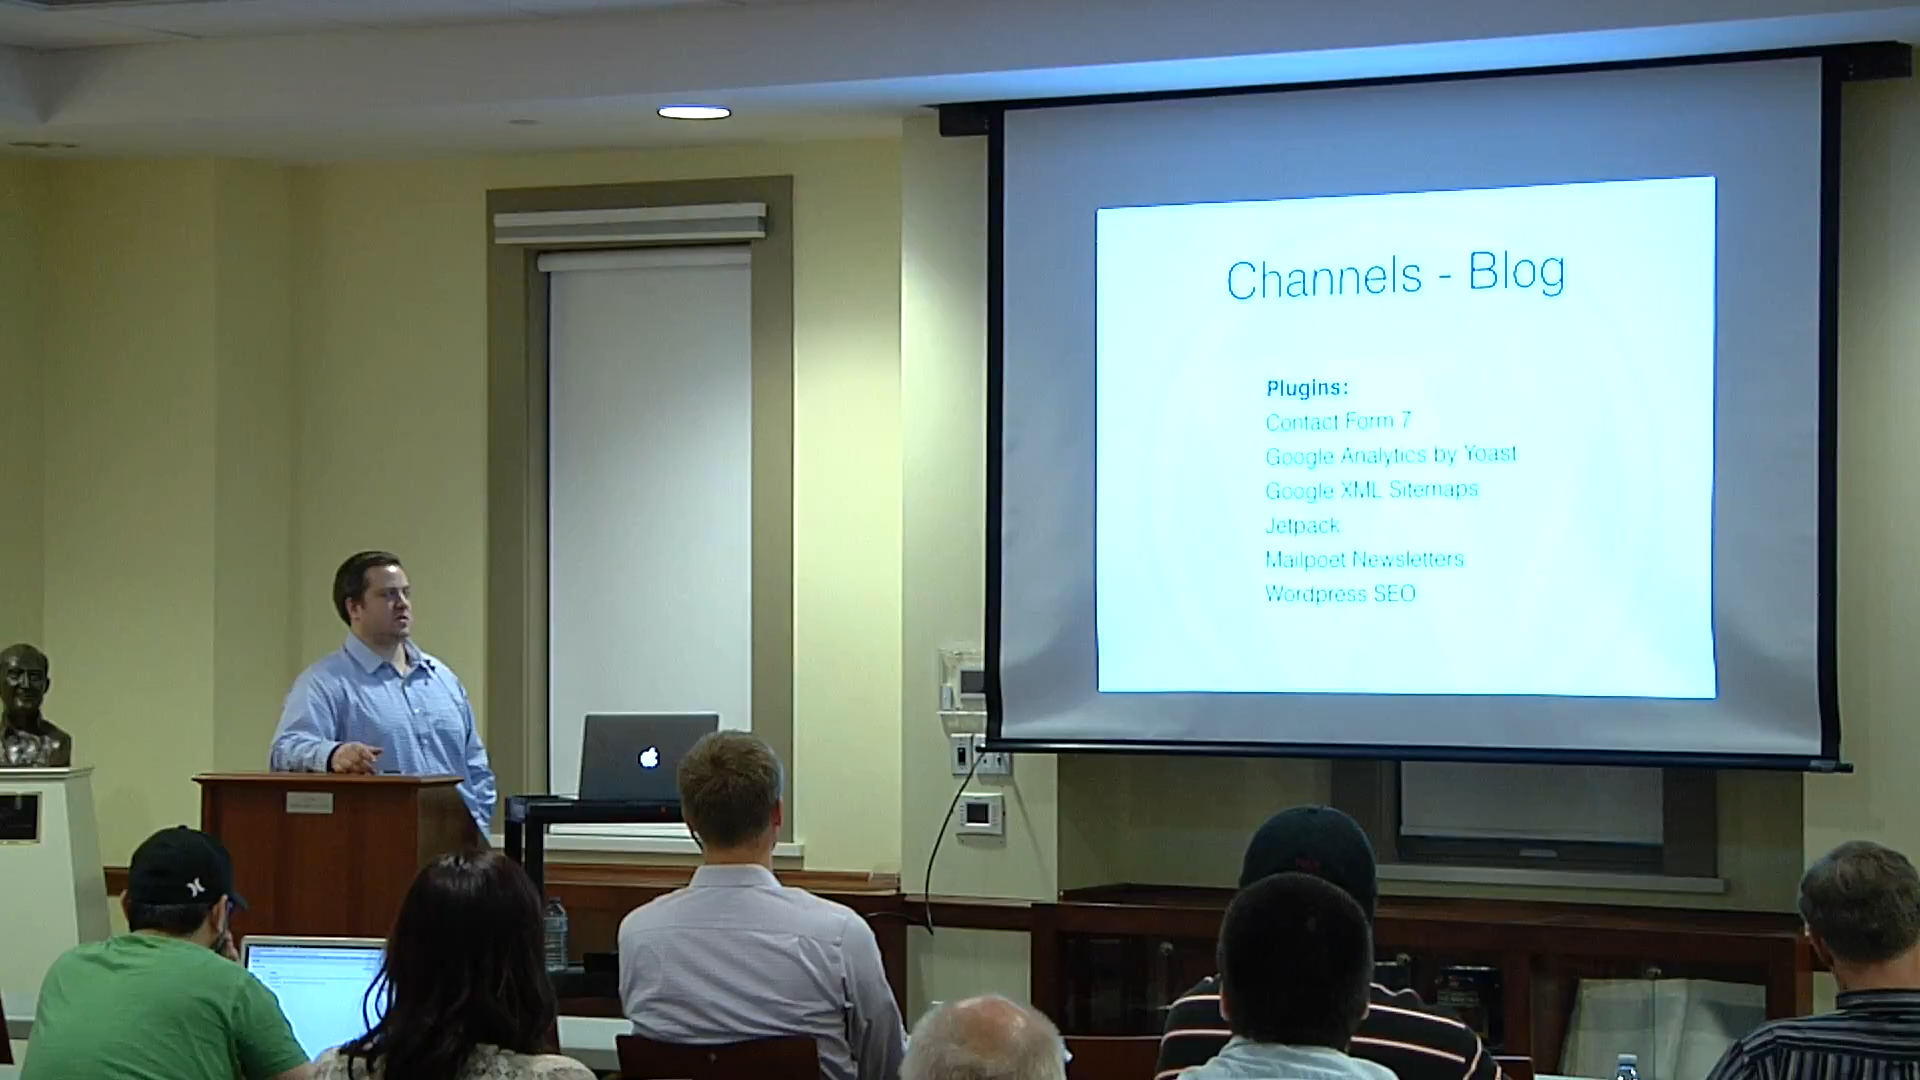 Channels - Blog
Plugins:
Contact Form 7
Google Analytics by Yoast
Google XML Sitemaps
Jetpack
Mailpoet Newsletters
Wordpress SEO